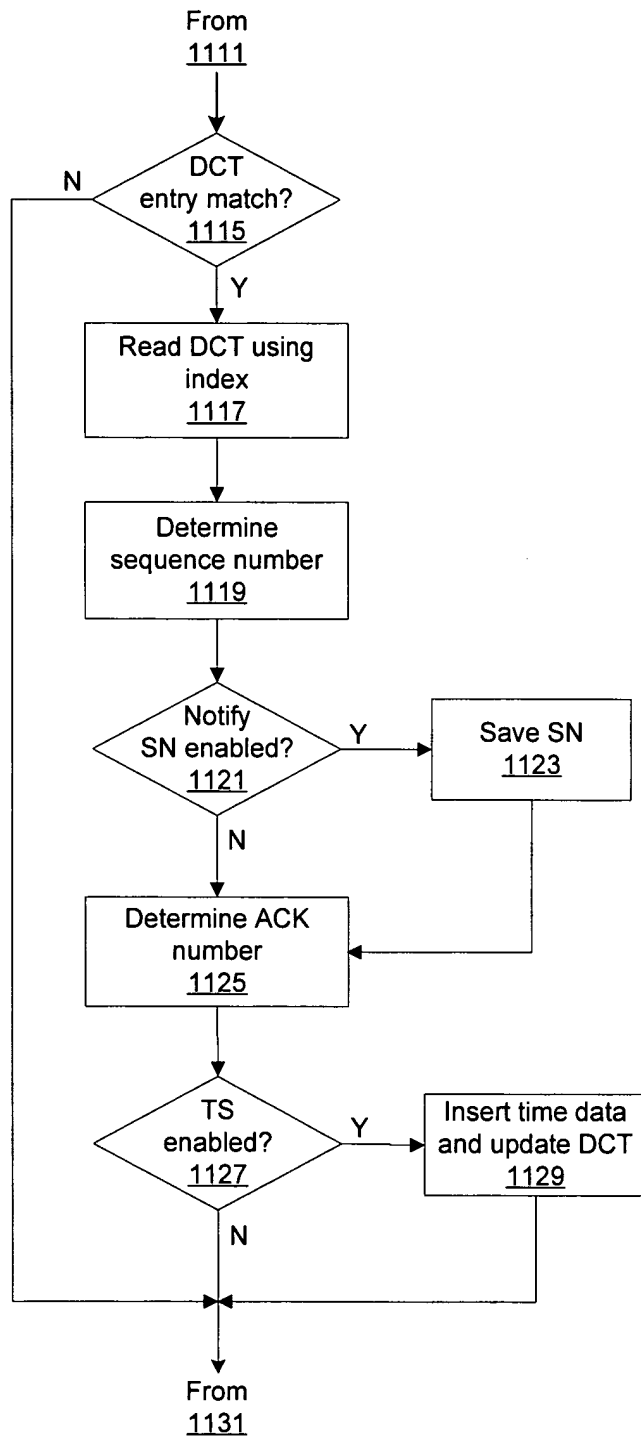 From
1111
DCT
entry match?
1115
N
Y
Read DCT using
index
1117
Determine
sequence number
1119
Notify
SN enabled?
1121
Y
Save SN
1123
N
Determine ACK
number
1125
TS
enabled?
1127
Y
Insert time data
and update DCT
1129
N
From
1131